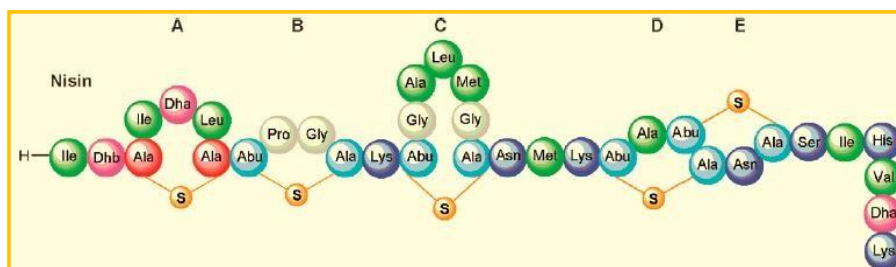 A B C D E
Leu
Nisin Ala Met
Dha S
Ile Leu Gly Gly
Pro Gly Ala Abu Ala Ser Ile His
H Ile Dhb Ala Ala Abu Ala Lys Abu Ala Asn Met Lys Abu Ala Asn
Val
S S S S
Dha
Lys